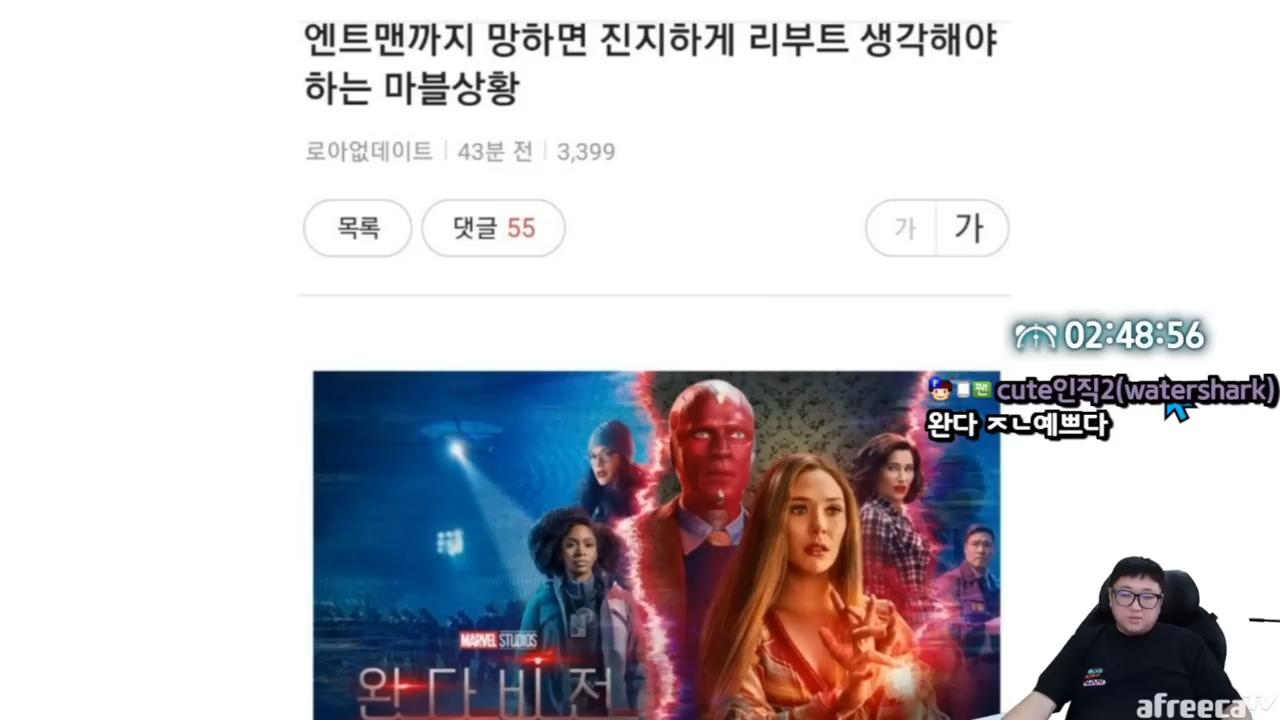 엔트맨까지 망하면 진지하게 리부트 생각해야
하는 마블상황
로아없데이트 43분 전 3,399
목록 댓글 55 가 가
02:48:56
F 팬 cute인직2(watershark)
완다 ㅈㄴ예쁘다
MARVEL STUDIOS
완다비전
afreecaTV